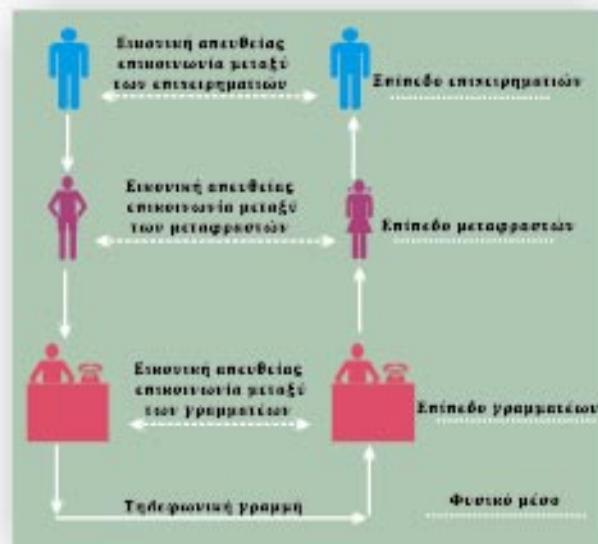 Εικονική απευθείας
επικοινωνία μεταξύ
των επιχειρηματιών
Επίπεδο επιχειρηματιών
Εικονική απευθείας
επικοινωνία μεταξύ
των μεταφραστών
Επίπεδο μεταφραστών
Εικονική απευθείας
επικοινωνία μεταξύ
των γραμματέων
Επίπεδο γραμματέων
Τηλεφωνική γραμμή
Φυσικό μέσο